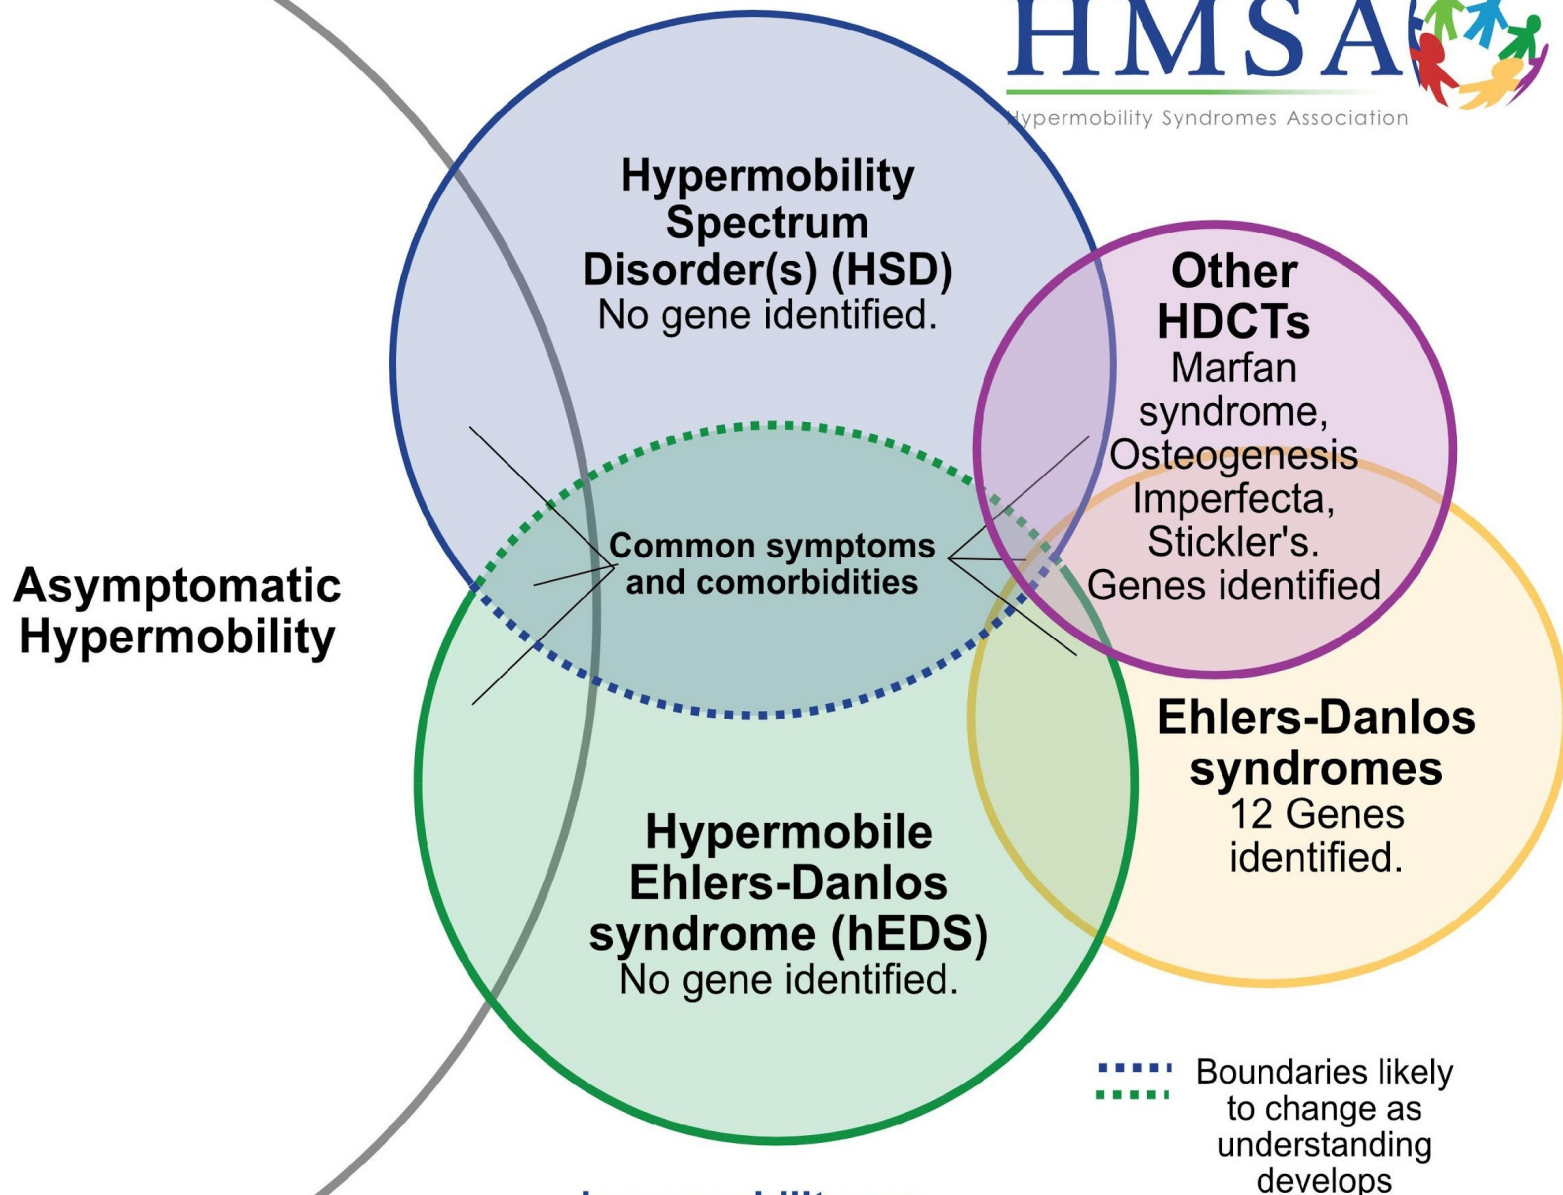 HMSA
Hypermobility Syndromes Association
Hypermobility
Spectrum
Disorder(s) (HSD)
No gene identified.
Other
HDCTs
Marfan
syndrome,
Osteogenesis
Imperfecta,
Stickler's.
Genes identified
Common symptoms
and comorbidities
Asymptomatic
Hypermobility
Ehlers-Danlos
syndromes
12 Genes
identified.
Hypermobile
Ehlers-Danlos
syndrome (hEDS)
No gene identified.
Boundaries likely
to change as
understanding
develops